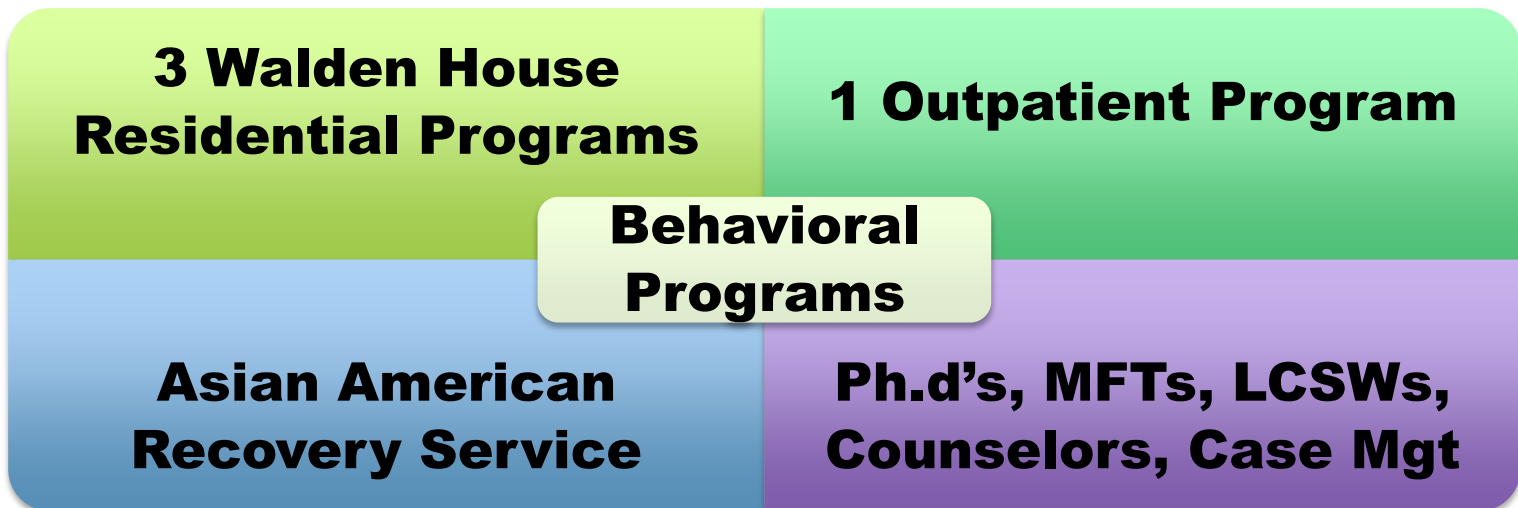 3 Walden House
Residential Programs
1 Outpatient Program
Behavioral
Programs
Asian American
Recovery Service
Ph.d’s, MFTs, LCSWs,
Counselors, Case Mgt